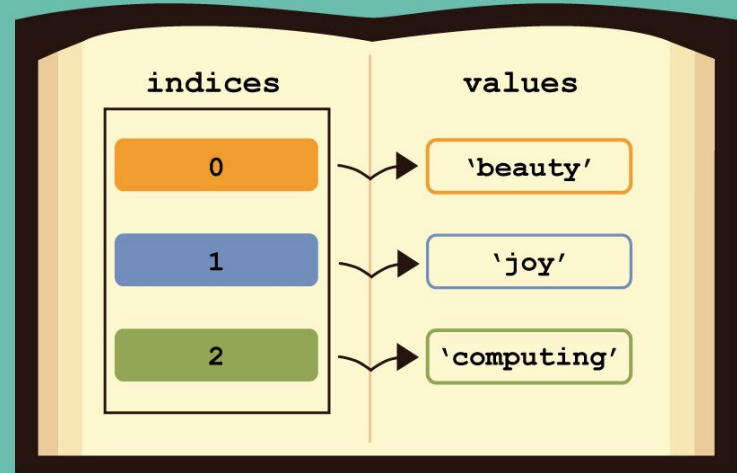 indices values
0 ‘beauty’
1 ‘joy’
2 ‘computing’